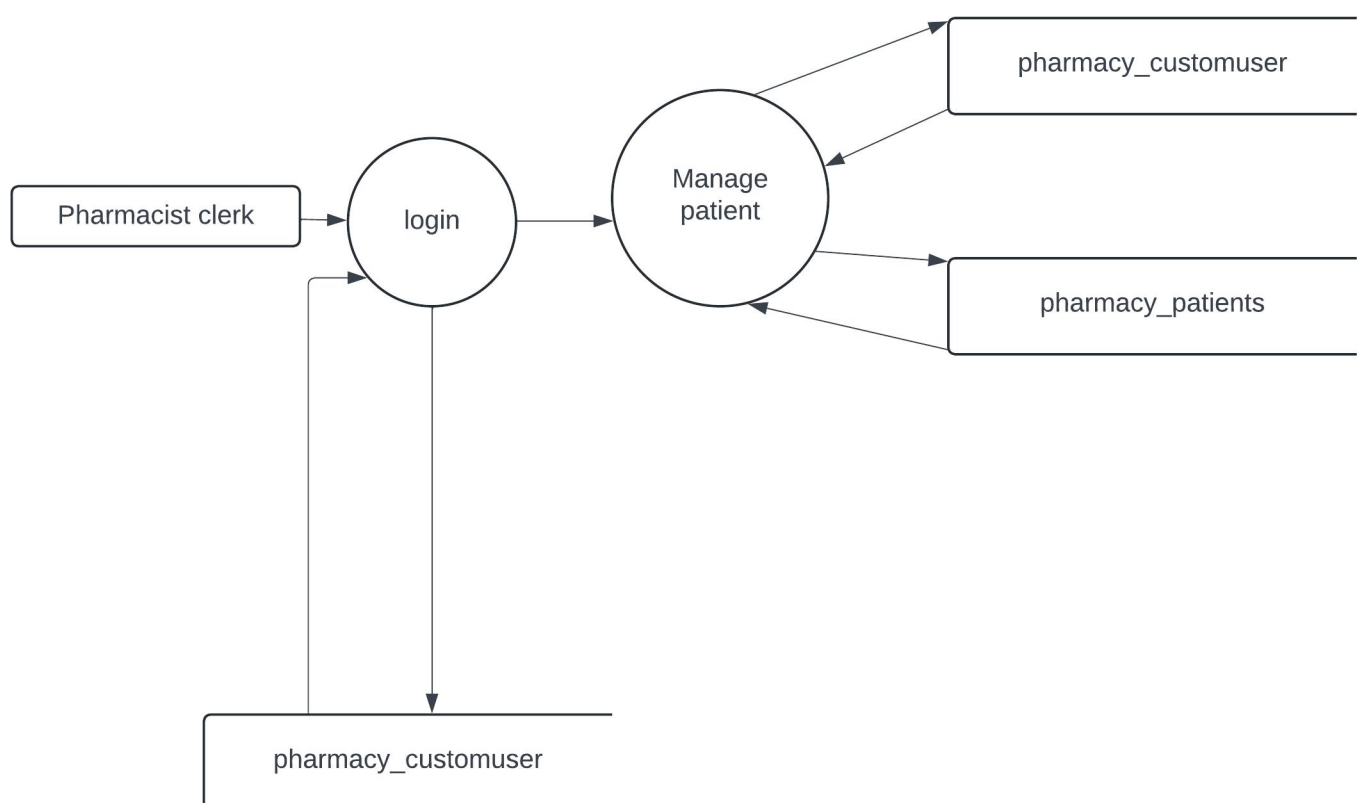 pharmacy_customuser
Manage
patient
Pharmacist clerk
login
pharmacy_patients
pharmacy_customuser